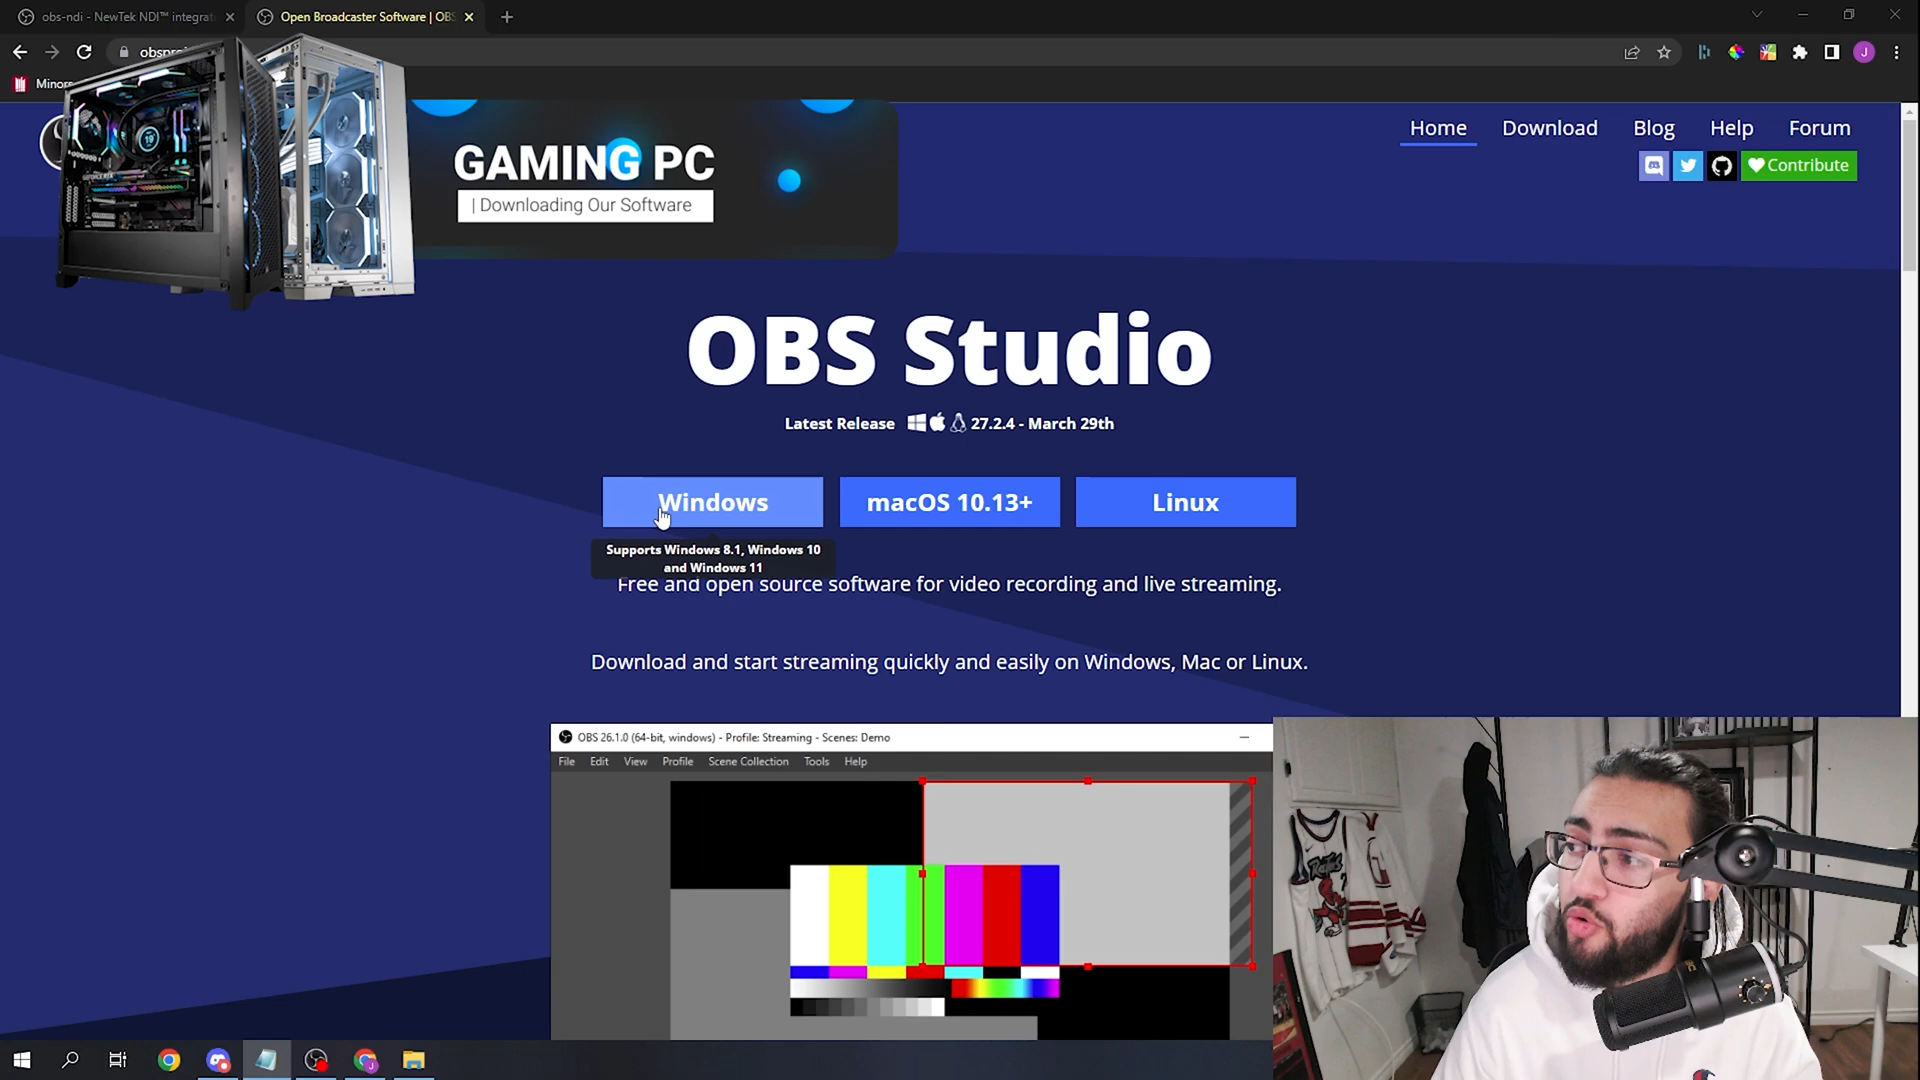 obs-ndi - NewTek NDI™ integrat
Open Broadcaster Software | OBS
obspro
Minor
GAMING PC
| Downloading Our Software
Home
Download
Blog
Help
Forum
Contribute
J
OBS Studio
Latest Release 27.2.4 - March 29th
Windows
macOS 10.13+
Linux
Supports Windows 8.1, Windows 10
and Windows 11
Free and open source software for video recording and live streaming.
Download and start streaming quickly and easily on Windows, Mac or Linux.
OBS 26.1.0 (64-bit, windows) - Profile: Streaming - Scenes: Demo
File Edit View Profile Scene Collection Tools Help